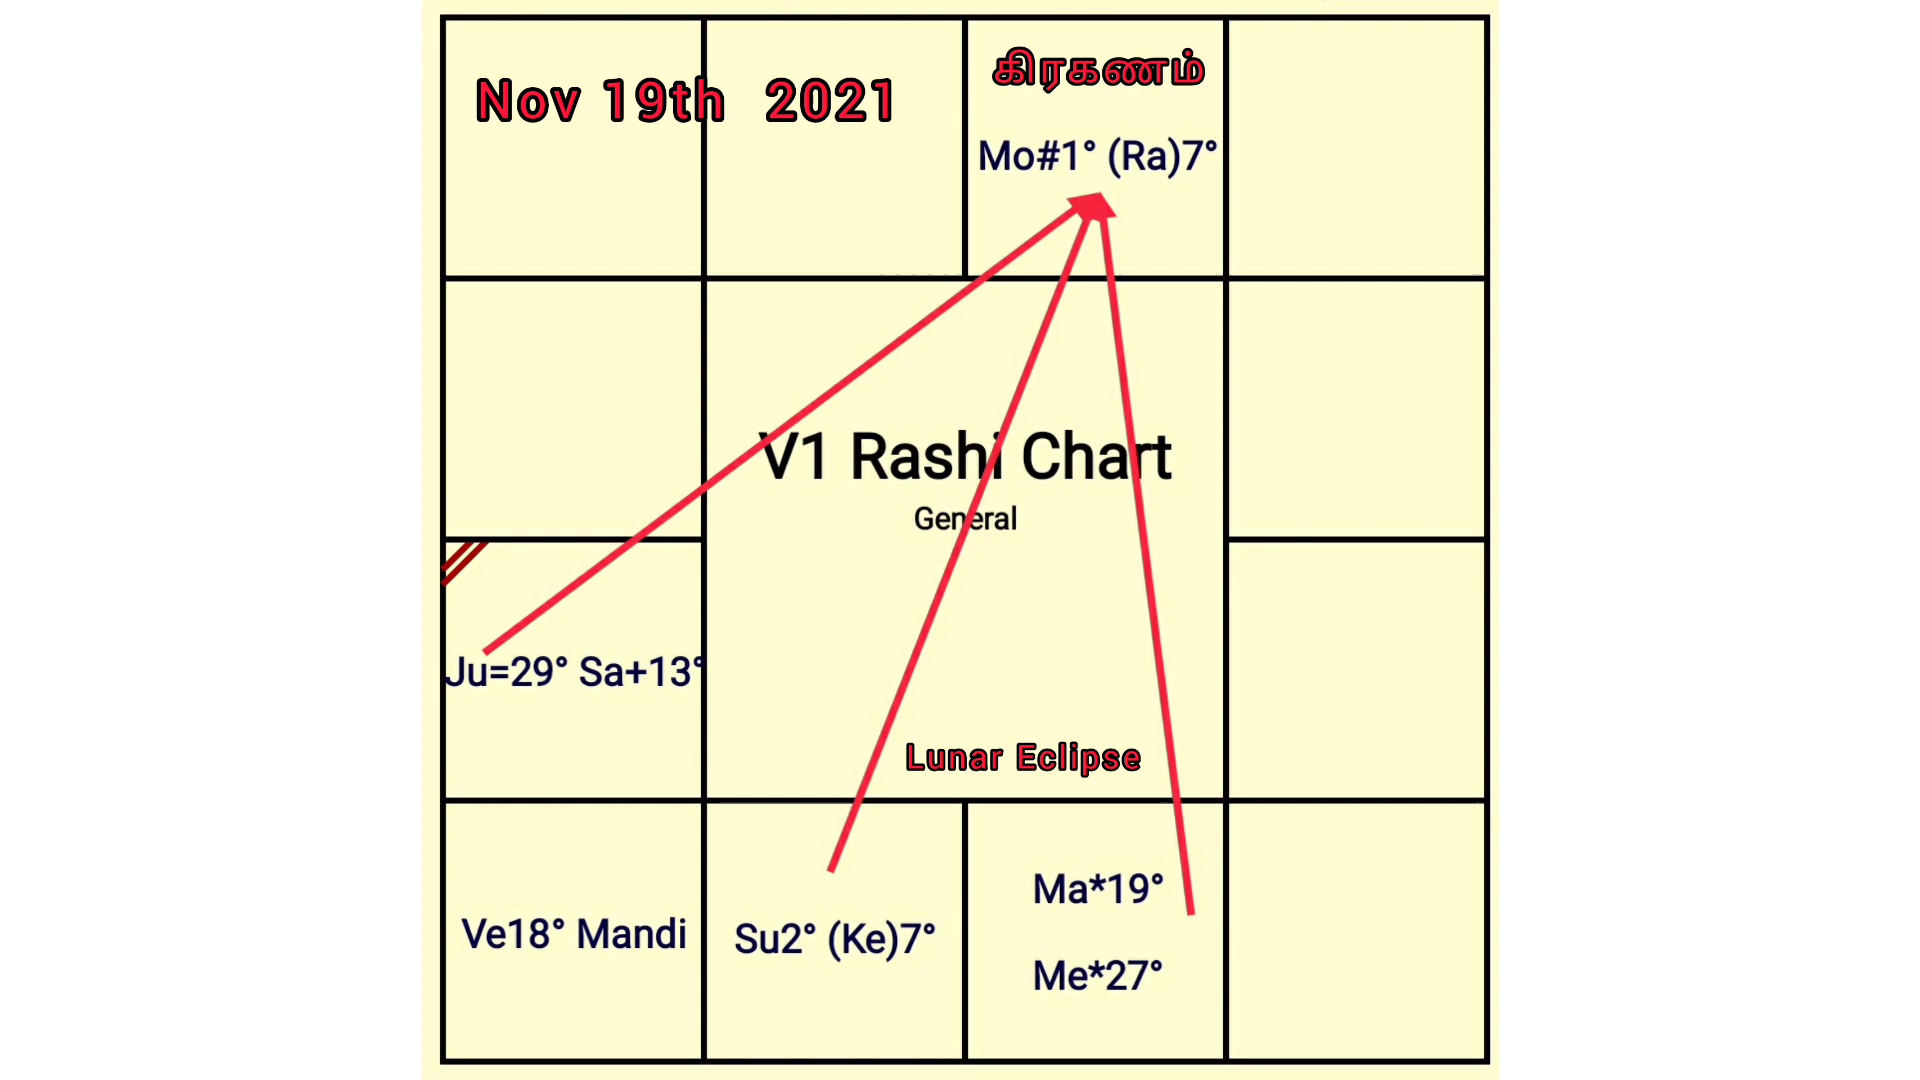 Nov 19th 2021
கிரகணம்
Mo#1° (Ra)7°
V1 Rashi Chart
General
Ju=29° Sa+13°
Lunar Eclipse
Ve18° Mandi
Su2° (Ke)7°
Ma*19°
Me*27°